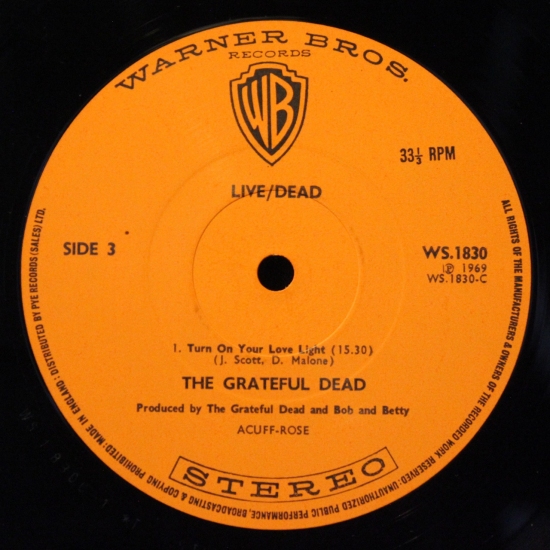 WARNER BROS.
RECORDS
WB
33⅓ RPM
LIVE/DEAD
SIDE 3
WS.1830
Ⓟ 1969
WS.1830-C
1. Turn On Your Love Light (15.30)
(J. Scott, D. Malone)
THE GRATEFUL DEAD
Produced by The Grateful Dead and Bob and Betty
ACUFF-ROSE
STEREO
ALL RIGHTS OF THE MANUFACTURERS & OWNERS OF THE RECORDED WORK RESERVED: UNAUTHORIZED PUBLIC PERFORMANCE, BROADCASTING & COPYING PROHIBITED: MADE IN ENGLAND: DISTRIBUTED BY PYE RECORDS (SALES) LTD.